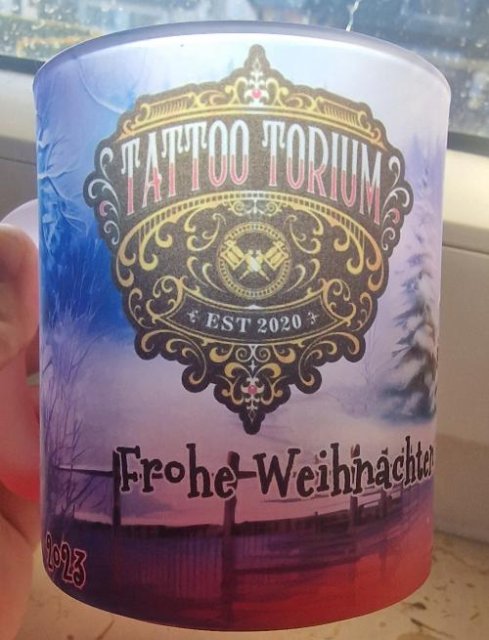 TATTOO TORIUM
EST 2020
Frohe Weihnachten
2023